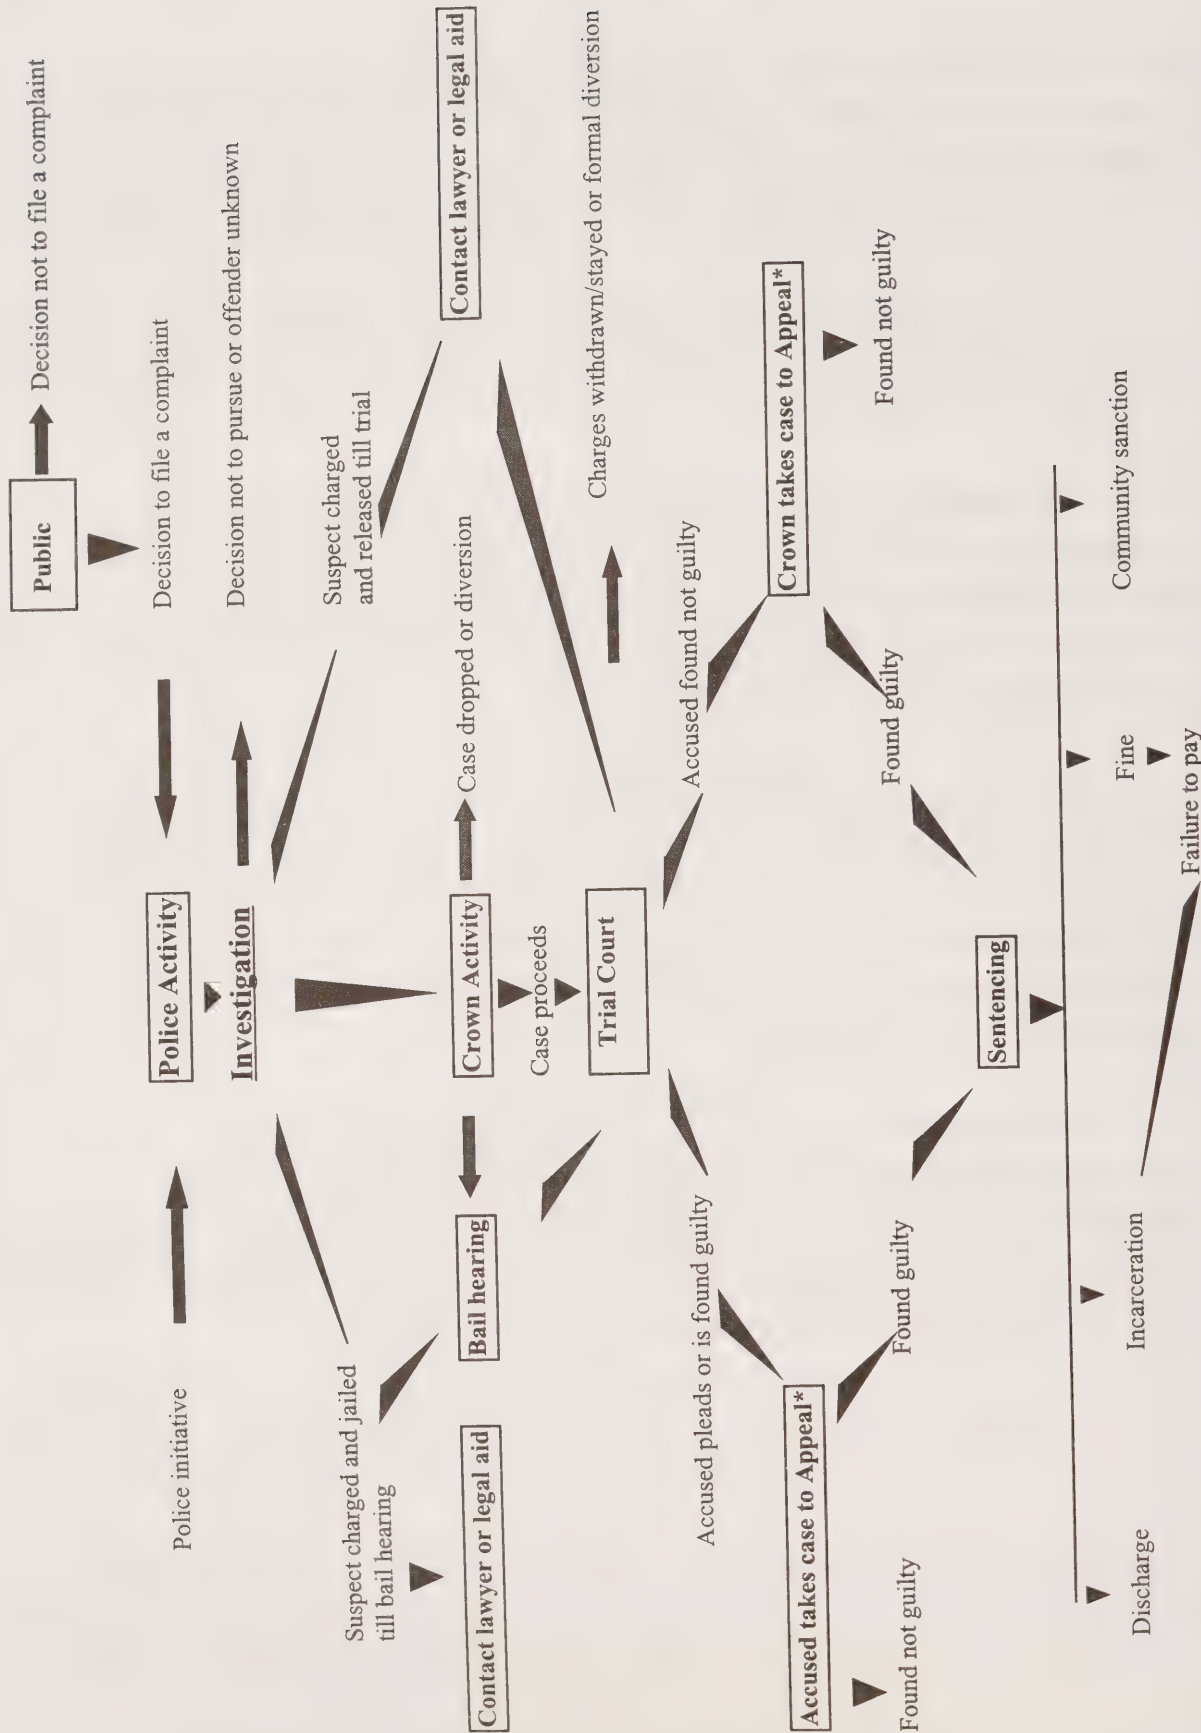 Public
Decision not to file a complaint
Decision to file a complaint
Police initiative
Police Activity
Investigation
Decision not to pursue or offender unknown
Suspect charged and jailed
till bail hearing
Suspect charged
and released till trial
Contact lawyer or legal aid
Bail hearing
Crown Activity
Case dropped or diversion
Contact lawyer or legal aid
Case proceeds
Trial Court
Charges withdrawn/stayed or formal diversion
Accused pleads or is found guilty
Accused found not guilty
Accused takes case to Appeal*
Crown takes case to Appeal*
Found not guilty
Found guilty
Found guilty
Found not guilty
Sentencing
Discharge
Incarceration
Fine
Community sanction
Failure to pay